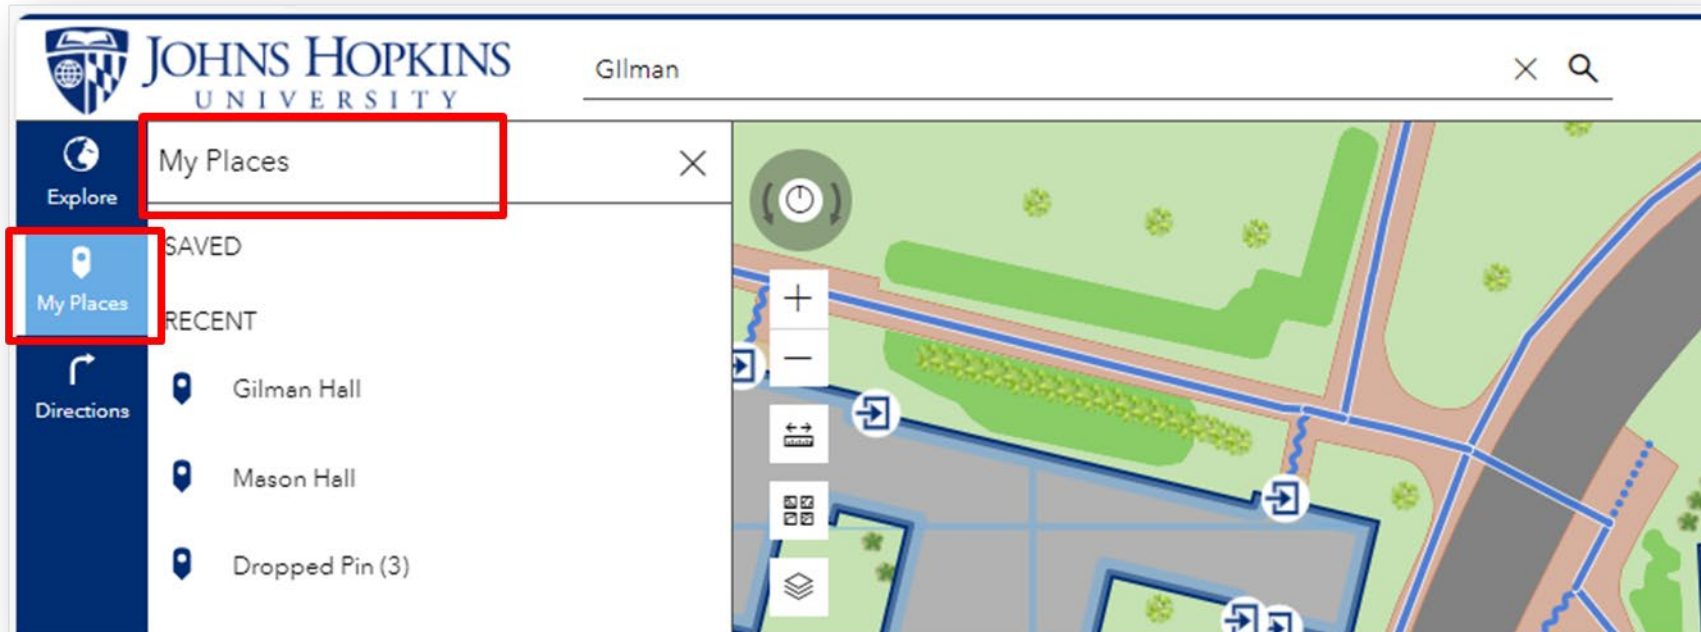 JOHNS HOPKINS
UNIVERSITY
GIlman
Explore
My Places
My Places
SAVED
RECENT
Directions
Gilman Hall
Mason Hall
Dropped Pin (3)